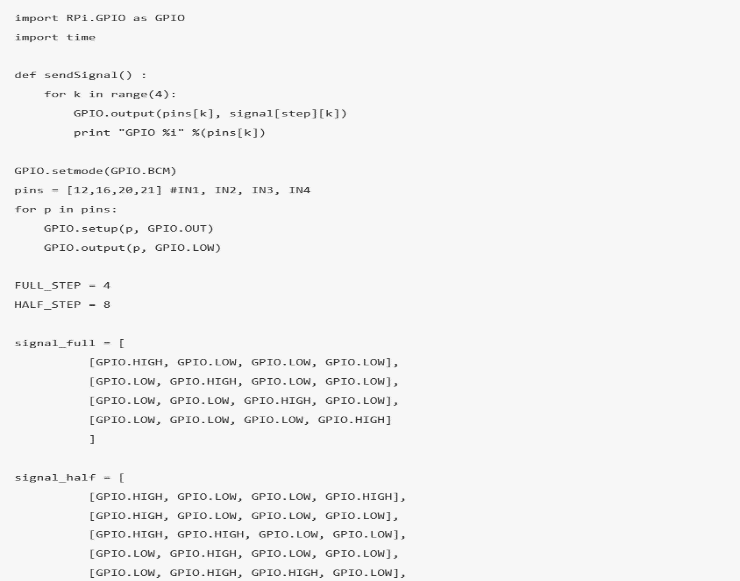 import RPi.GPIO as GPIO
import time
def sendSignal() :
    for k in range(4):
        GPIO.output(pins[k], signal[step][k])
        print "GPIO %i" %(pins[k])
GPIO.setmode(GPIO.BCM)
pins = [12,16,20,21] #IN1, IN2, IN3, IN4
for p in pins:
    GPIO.setup(p, GPIO.OUT)
    GPIO.output(p, GPIO.LOW)
FULL_STEP = 4
HALF_STEP = 8
signal_full = [
          [GPIO.HIGH, GPIO.LOW, GPIO.LOW, GPIO.LOW],
          [GPIO.LOW, GPIO.HIGH, GPIO.LOW, GPIO.LOW],
          [GPIO.LOW, GPIO.LOW, GPIO.HIGH, GPIO.LOW],
          [GPIO.LOW, GPIO.LOW, GPIO.LOW, GPIO.HIGH]
          ]
signal_half = [
          [GPIO.HIGH, GPIO.LOW, GPIO.LOW, GPIO.HIGH],
          [GPIO.HIGH, GPIO.LOW, GPIO.LOW, GPIO.LOW],
          [GPIO.HIGH, GPIO.HIGH, GPIO.LOW, GPIO.LOW],
          [GPIO.LOW, GPIO.HIGH, GPIO.LOW, GPIO.LOW],
          [GPIO.LOW, GPIO.HIGH, GPIO.HIGH, GPIO.LOW],